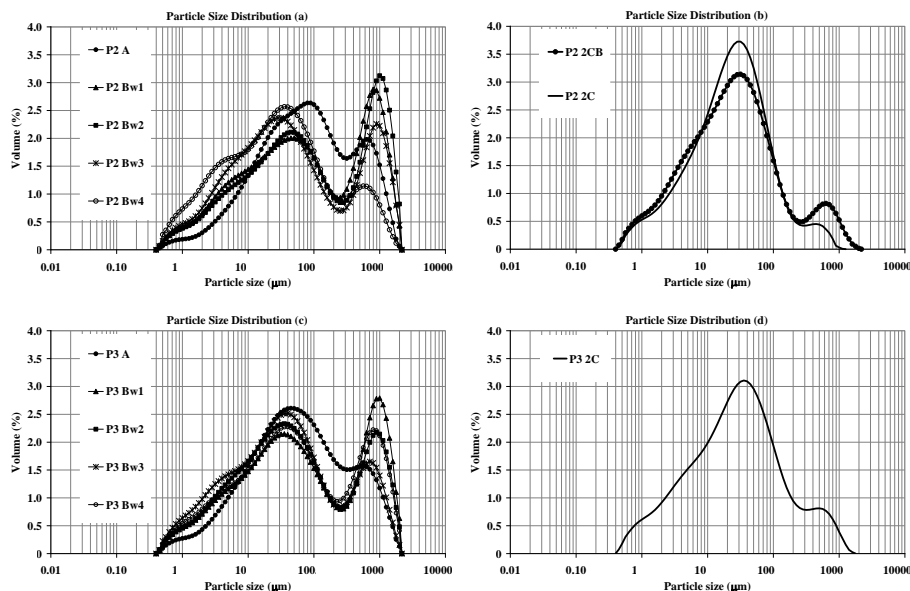 Particle Size Distribution (a)
4.0
3.5
3.0
2.5
2.0
1.5
1.0
0.5
0
Volume (%)
P2 A
P2 Bw1
P2 Bw2
P2 Bw3
P2 Bw4
0.01 0.10 1 10 100 1000 10000
Particle size (µm)
Particle Size Distribution (b)
4.0
3.5
3.0
2.5
2.0
1.5
1.0
0.5
0
Volume (%)
P2 2CB
P2 2C
0.01 0.10 1 10 100 1000 10000
Particle size (µm)
Particle Size Distribution (c)
4.0
3.5
3.0
2.5
2.0
1.5
1.0
0.5
0
Volume (%)
P3 A
P3 Bw1
P3 Bw2
P3 Bw3
P3 Bw4
0.01 0.10 1 10 100 1000 10000
Particle size (µm)
Particle Size Distribution (d)
4.0
3.5
3.0
2.5
2.0
1.5
1.0
0.5
0
Volume (%)
P3 2C
0.01 0.10 1 10 100 1000 10000
Particle size (µm)